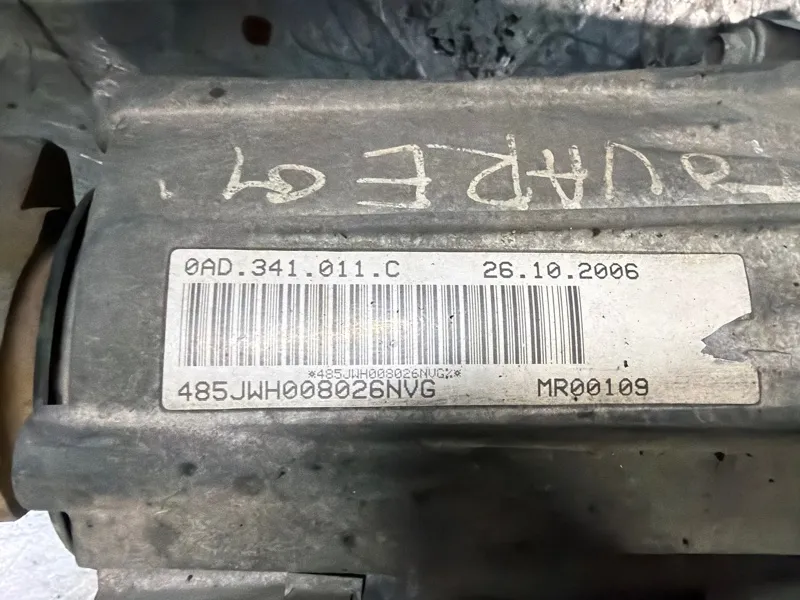 TOUAREG
0AD.341.011.C 26.10.2006
*485JWH008026NVG%*
485JWH008026NVG MR00109